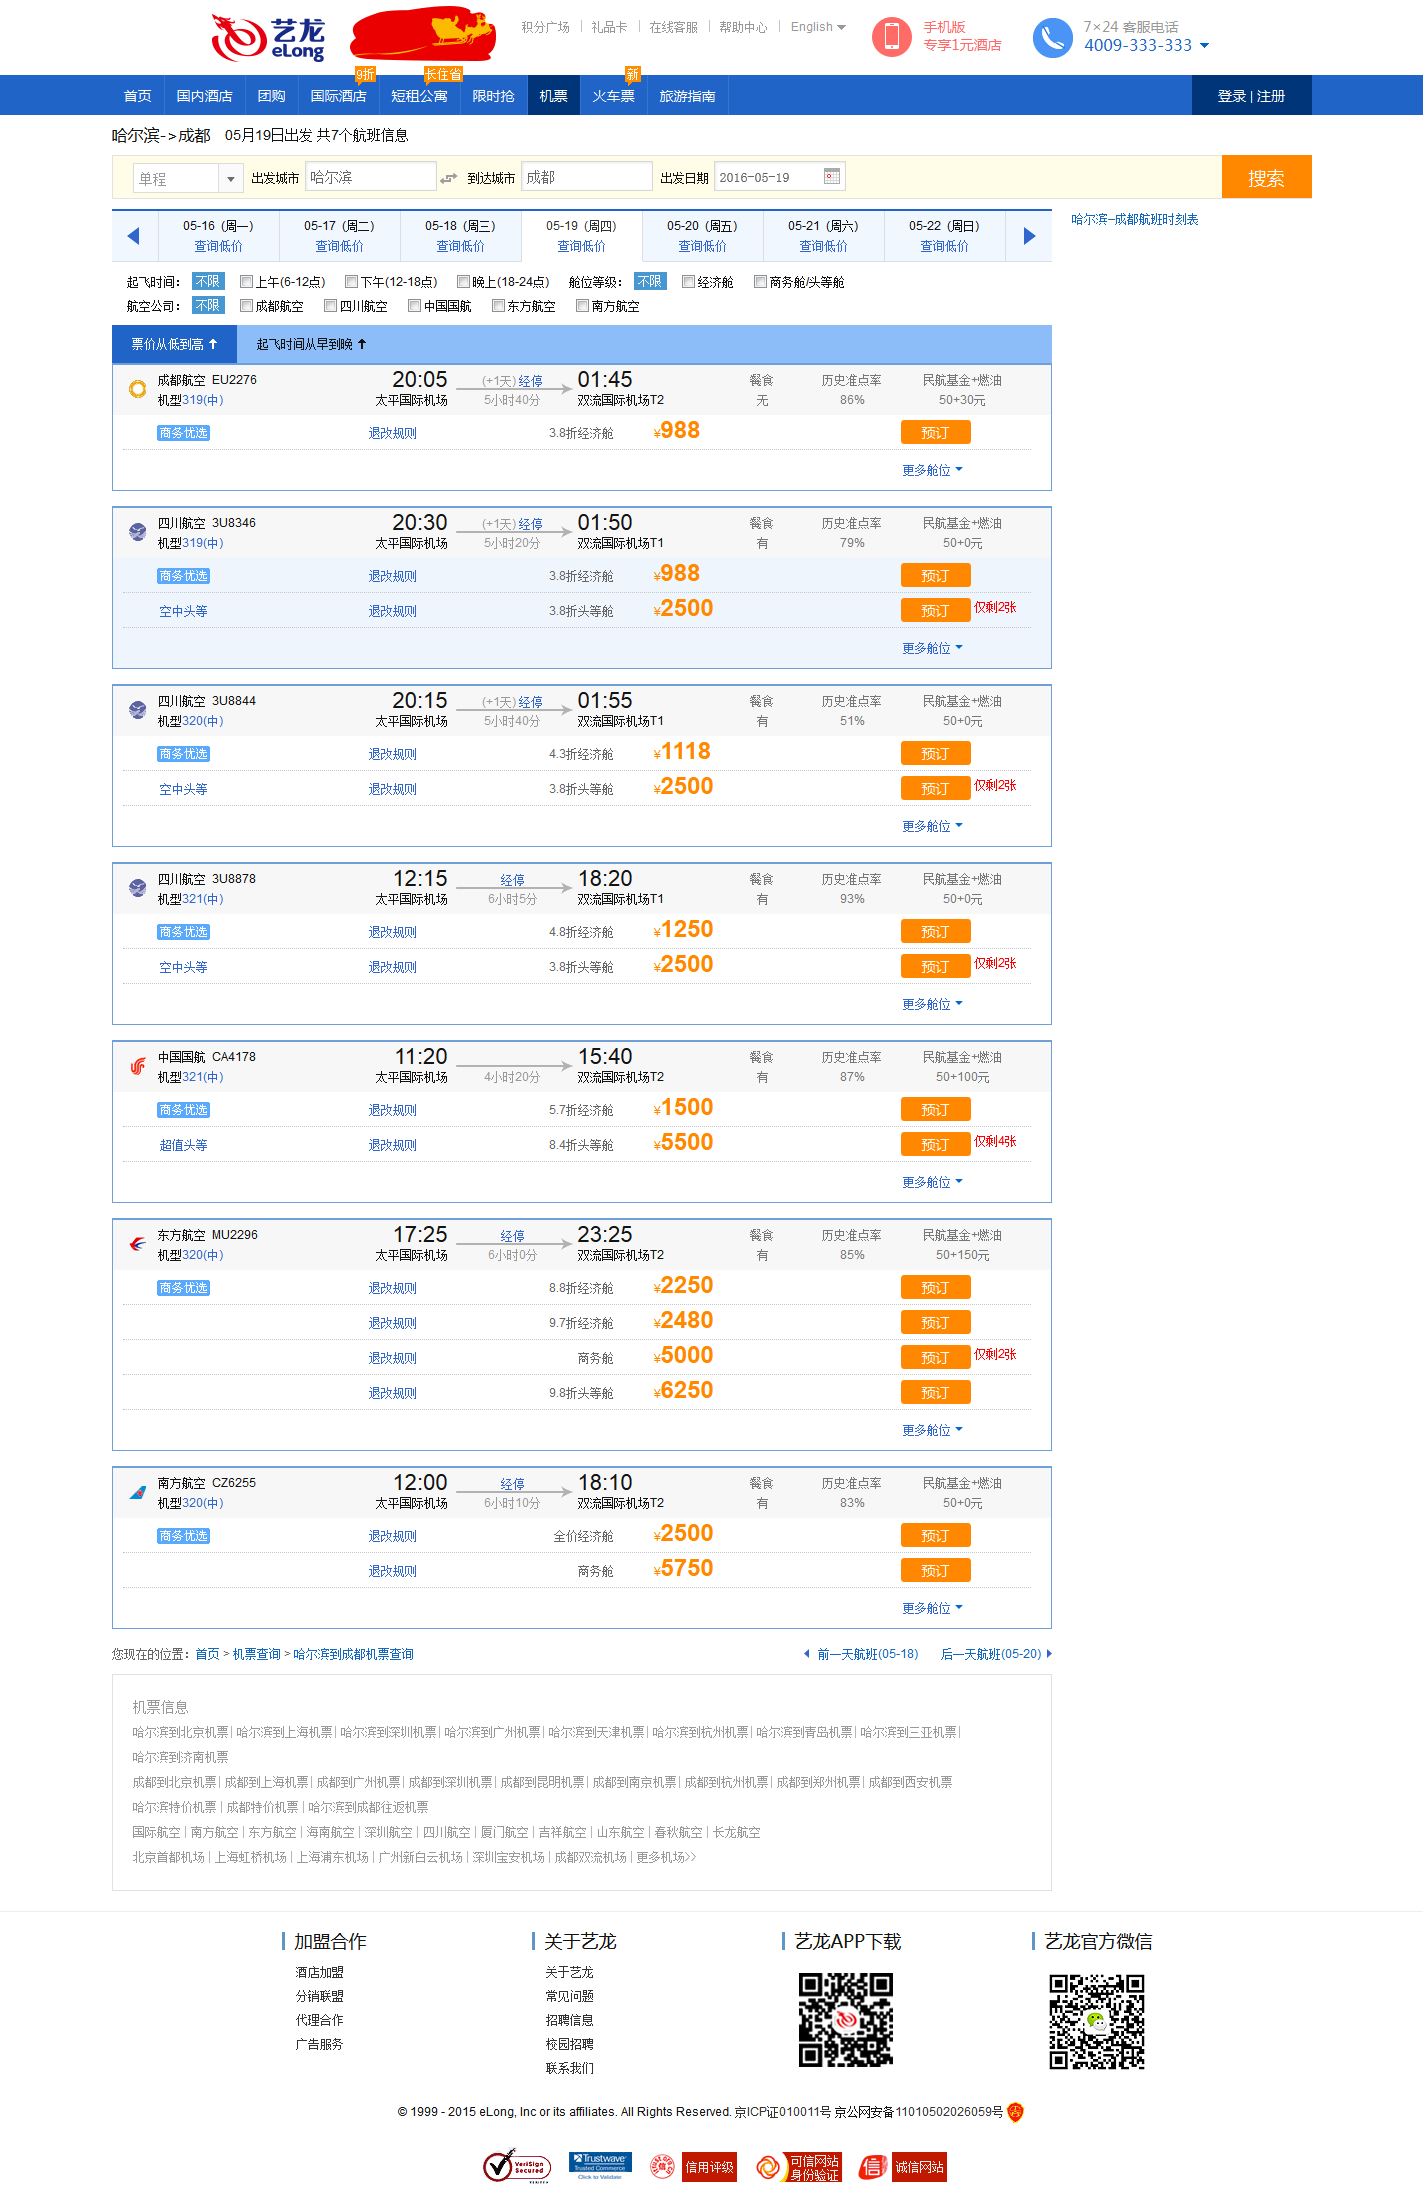 艺龙 eLong
积分广场 礼品卡 在线客服 帮助中心 English
手机版
专享1元酒店
7×24 客服电话
4009-333-333
9折 长住省 新
首页 国内酒店 团购 国际酒店 短租公寓 限时抢 机票 火车票 旅游指南 登录 | 注册
哈尔滨->成都 05月19日出发 共7个航班信息
单程 出发城市 哈尔滨 到达城市 成都 出发日期 2016-05-19 搜索
05-16 (周一) 05-17 (周二) 05-18 (周三) 05-19 (周四) 05-20 (周五) 05-21 (周六) 05-22 (周日)
查询低价 查询低价 查询低价 查询低价 查询低价 查询低价 查询低价
哈尔滨-成都航班时刻表
起飞时间： 不限 上午(6-12点) 下午(12-18点) 晚上(18-24点) 舱位等级： 不限 经济舱 商务舱/头等舱
航空公司： 不限 成都航空 四川航空 中国国航 东方航空 南方航空
票价从低到高 起飞时间从早到晚
成都航空 EU2276 20:05 (+1天) 经停 01:45 餐食 历史准点率 民航基金+燃油
机型319(中) 太平国际机场 5小时40分 双流国际机场T2 无 86% 50+30元
商务优选 退改规则 3.8折经济舱 ¥988 预订
更多舱位
四川航空 3U8346 20:30 (+1天) 经停 01:50 餐食 历史准点率 民航基金+燃油
机型319(中) 太平国际机场 5小时20分 双流国际机场T1 有 79% 50+0元
商务优选 退改规则 3.8折经济舱 ¥988 预订
空中头等 退改规则 3.8折头等舱 ¥2500 预订 仅剩2张
更多舱位
四川航空 3U8844 20:15 (+1天) 经停 01:55 餐食 历史准点率 民航基金+燃油
机型320(中) 太平国际机场 5小时40分 双流国际机场T1 有 51% 50+0元
商务优选 退改规则 4.3折经济舱 ¥1118 预订
空中头等 退改规则 3.8折头等舱 ¥2500 预订 仅剩2张
更多舱位
四川航空 3U8878 12:15 经停 18:20 餐食 历史准点率 民航基金+燃油
机型321(中) 太平国际机场 6小时5分 双流国际机场T1 有 93% 50+0元
商务优选 退改规则 4.8折经济舱 ¥1250 预订
空中头等 退改规则 3.8折头等舱 ¥2500 预订 仅剩2张
更多舱位
中国国航 CA4178 11:20 15:40 餐食 历史准点率 民航基金+燃油
机型321(中) 太平国际机场 4小时20分 双流国际机场T2 有 87% 50+100元
商务优选 退改规则 5.7折经济舱 ¥1500 预订
超值头等 退改规则 8.4折头等舱 ¥5500 预订 仅剩4张
更多舱位
东方航空 MU2296 17:25 经停 23:25 餐食 历史准点率 民航基金+燃油
机型320(中) 太平国际机场 6小时0分 双流国际机场T2 有 85% 50+150元
商务优选 退改规则 8.8折经济舱 ¥2250 预订
退改规则 9.7折经济舱 ¥2480 预订
退改规则 商务舱 ¥5000 预订 仅剩2张
退改规则 9.8折头等舱 ¥6250 预订
更多舱位
南方航空 CZ6255 12:00 经停 18:10 餐食 历史准点率 民航基金+燃油
机型320(中) 太平国际机场 6小时10分 双流国际机场T2 有 83% 50+0元
商务优选 退改规则 全价经济舱 ¥2500 预订
退改规则 商务舱 ¥5750 预订
更多舱位
您现在的位置：首页 > 机票查询 > 哈尔滨到成都机票查询 前一天航班(05-18) 后一天航班(05-20)
机票信息
哈尔滨到北京机票| 哈尔滨到上海机票| 哈尔滨到深圳机票| 哈尔滨到广州机票| 哈尔滨到天津机票| 哈尔滨到杭州机票| 哈尔滨到青岛机票| 哈尔滨到三亚机票|
哈尔滨到济南机票
成都到北京机票| 成都到上海机票| 成都到广州机票| 成都到深圳机票| 成都到昆明机票| 成都到南京机票| 成都到杭州机票| 成都到郑州机票| 成都到西安机票
哈尔滨特价机票 | 成都特价机票 | 哈尔滨到成都往返机票
国际航空 | 南方航空 | 东方航空 | 海南航空 | 深圳航空 | 四川航空 | 厦门航空 | 吉祥航空 | 山东航空 | 春秋航空 | 长龙航空
北京首都机场 | 上海虹桥机场 | 上海浦东机场 | 广州新白云机场 | 深圳宝安机场 | 成都双流机场 | 更多机场>>
加盟合作 关于艺龙 艺龙APP下载 艺龙官方微信
酒店加盟 关于艺龙
分销联盟 常见问题
代理合作 招聘信息
广告服务 校园招聘
联系我们
© 1999 - 2015 eLong, Inc or its affiliates. All Rights Reserved. 京ICP证010011号 京公网安备11010502026059号
VeriSign Secured Trustwave Trusted Commerce Click to Validate 信用评级 可信网站 身份验证 信 诚信网站